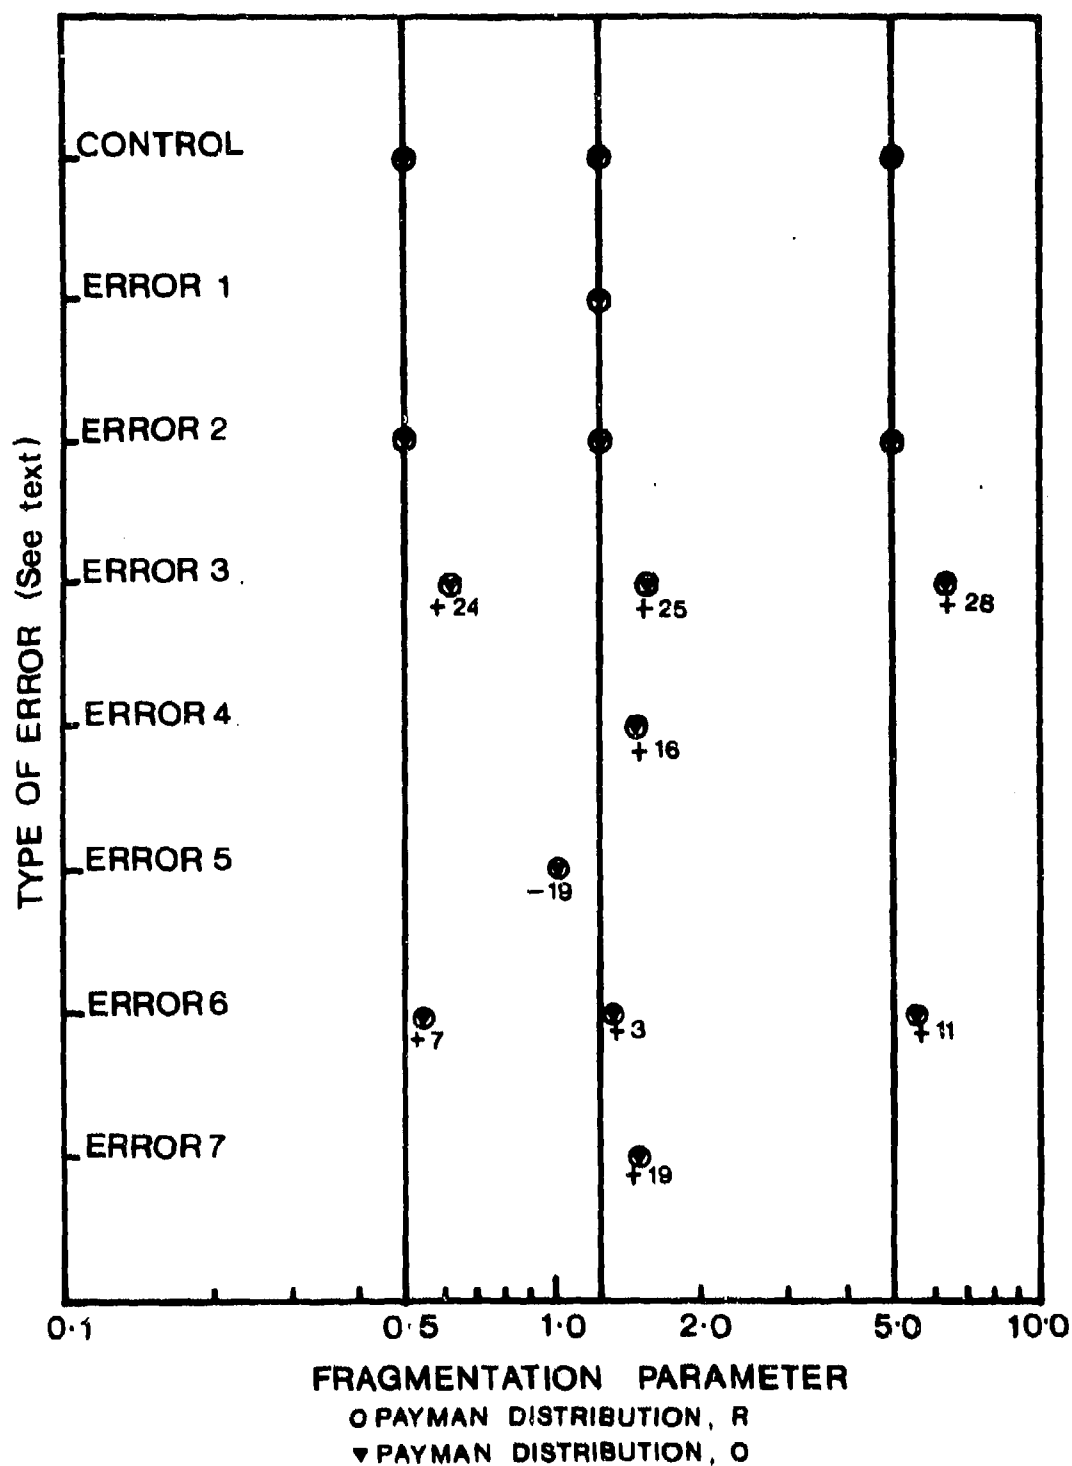 CONTROL
ERROR 1
ERROR 2
ERROR 3
+ 24
+ 25
+ 28
ERROR 4
+ 16
ERROR 5
- 19
ERROR 6
+ 7
+ 3
+ 11
ERROR 7
+ 19
TYPE OF ERROR (See text)
0·1 0·5 1·0 2·0 5·0 10·0
FRAGMENTATION PARAMETER
O PAYMAN DISTRIBUTION, R
▼ PAYMAN DISTRIBUTION, O